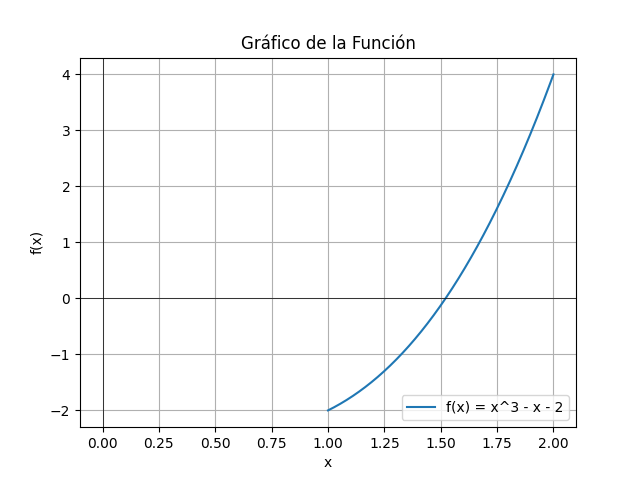 Gráfico de la Función
f(x)
4
3
2
1
0
−1
−2
f(x) = x^3 - x - 2
0.00 0.25 0.50 0.75 1.00 1.25 1.50 1.75 2.00
x